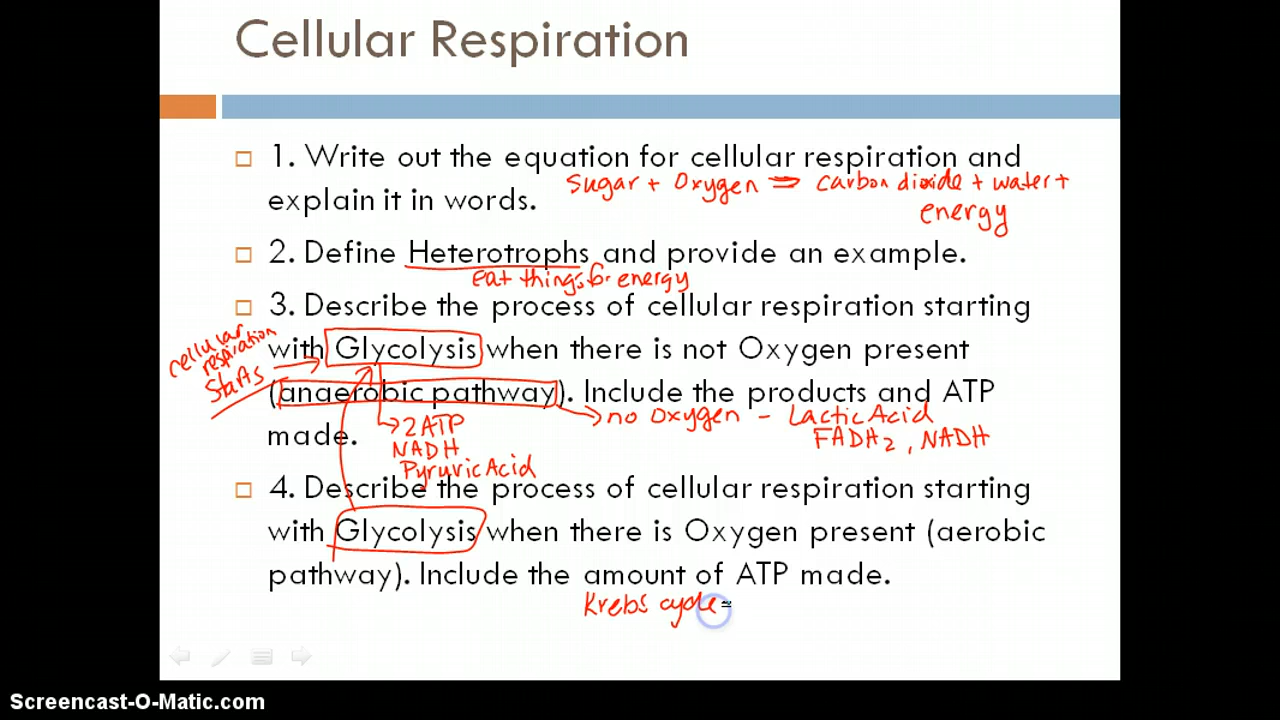 Cellular Respiration
1. Write out the equation for cellular respiration and
sugar + Oxygen ⇒ carbon dioxide + water +
explain it in words.
energy
2. Define Heterotrophs and provide an example.
eat things for energy
3. Describe the process of cellular respiration starting
cellular
respiration
starts
with Glycolysis when there is not Oxygen present
(anaerobic pathway). Include the products and ATP
no oxygen - Lactic Acid
made.
2 ATP
FADH2, NADH
NADH
Pyruvic Acid
4. Describe the process of cellular respiration starting
with Glycolysis when there is Oxygen present (aerobic
pathway). Include the amount of ATP made.
Krebs cycle =
Screencast-O-Matic.com